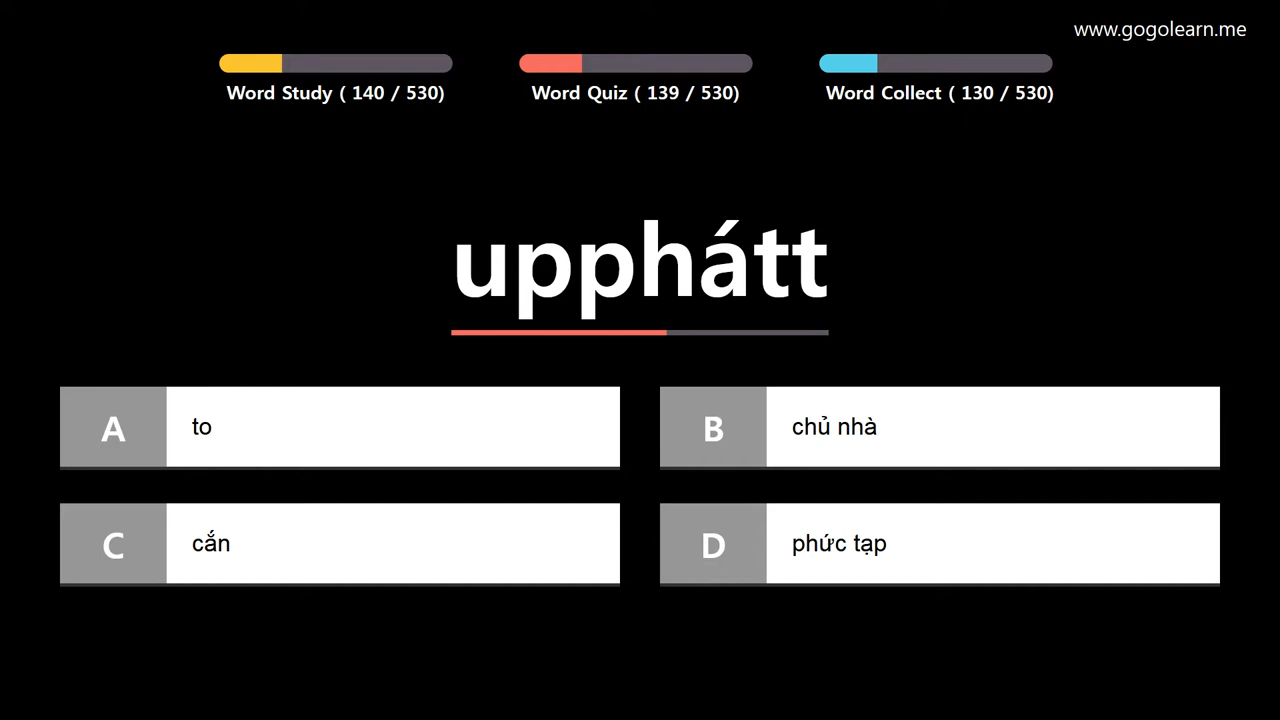 www.gogolearn.me
Word Study ( 140 / 530)
Word Quiz ( 139 / 530)
Word Collect ( 130 / 530)
upphátt
A to
B chủ nhà
C cắn
D phức tạp